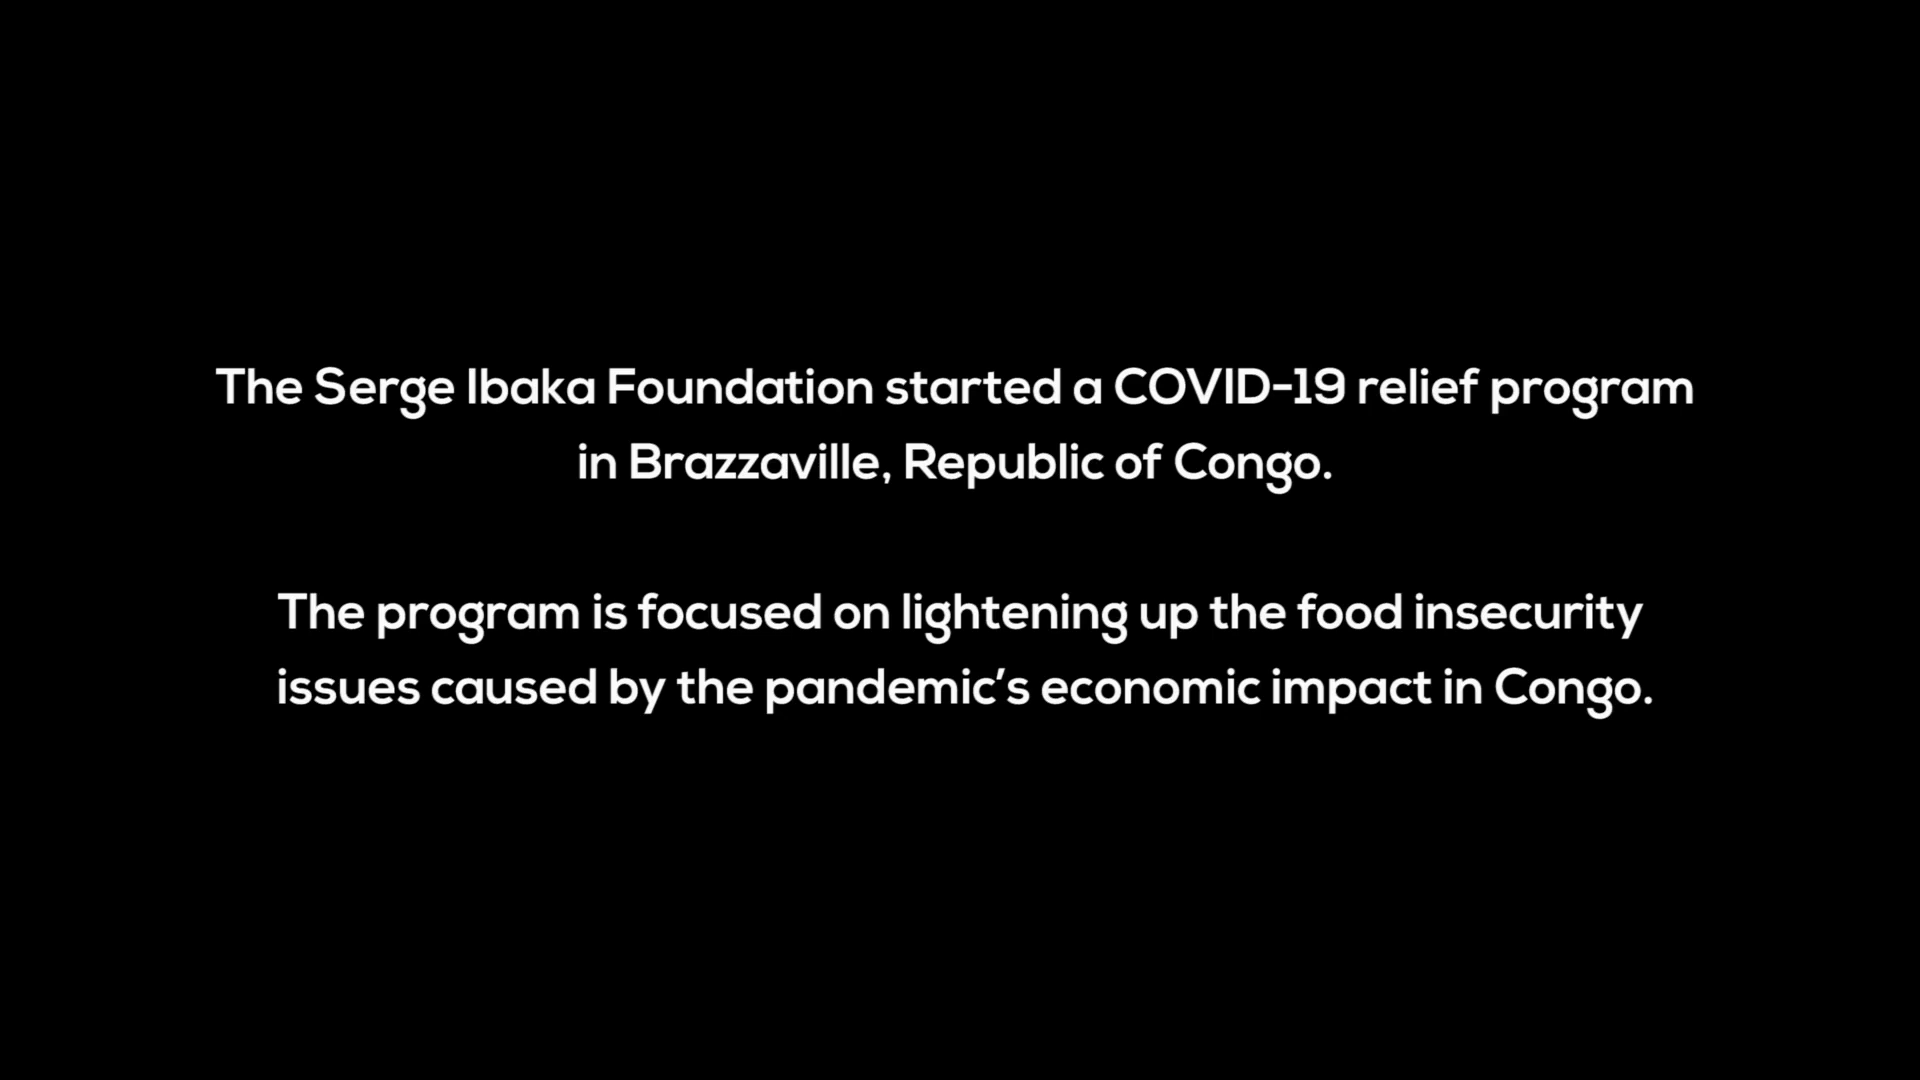 The Serge Ibaka Foundation started a COVID-19 relief program
in Brazzaville, Republic of Congo.
The program is focused on lightening up the food insecurity
issues caused by the pandemic’s economic impact in Congo.